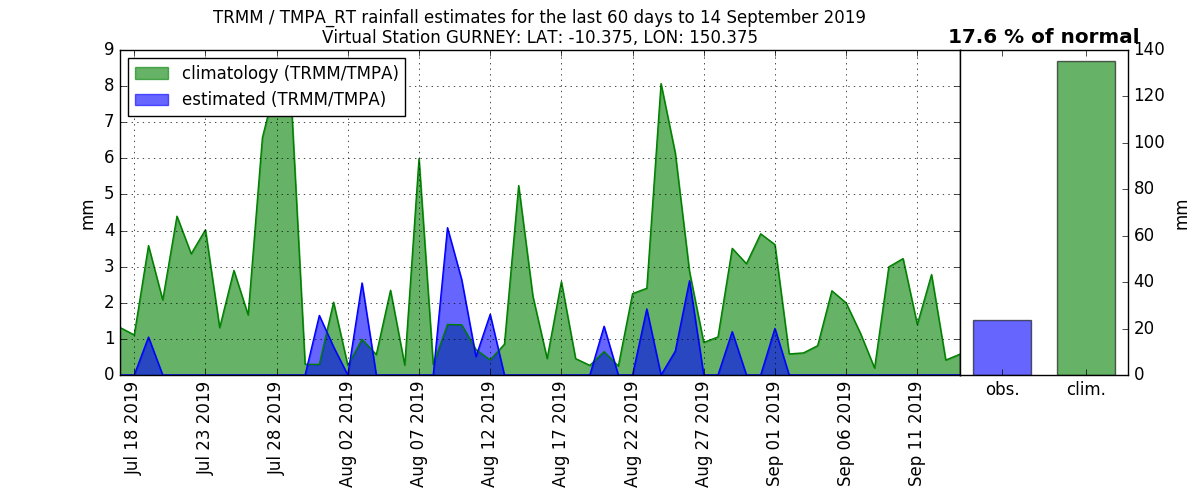 TRMM / TMPA_RT rainfall estimates for the last 60 days to 14 September 2019
Virtual Station GURNEY: LAT: -10.375, LON: 150.375
17.6 % of normal
climatology (TRMM/TMPA)
estimated (TRMM/TMPA)
9
8
7
6
5
4
3
2
1
0
mm
Jul 18 2019
Jul 23 2019
Jul 28 2019
Aug 02 2019
Aug 07 2019
Aug 12 2019
Aug 17 2019
Aug 22 2019
Aug 27 2019
Sep 01 2019
Sep 06 2019
Sep 11 2019
obs.
clim.
140
120
100
80
60
40
20
0
mm